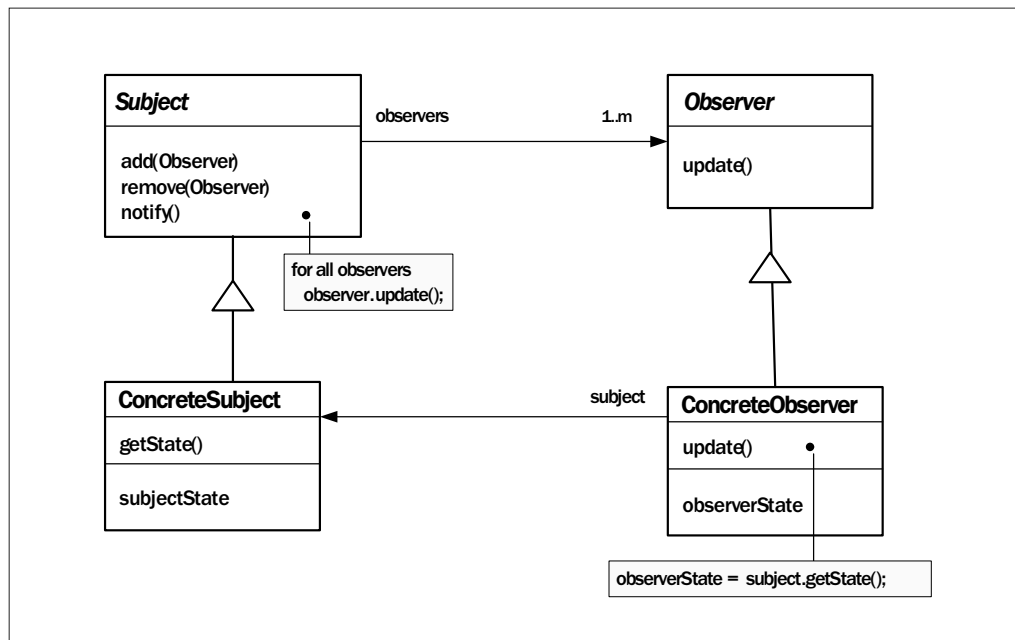 Subject
add(Observer)
remove(Observer)
notify()
observers
1..m
Observer
update()
for all observers
observer.update();
ConcreteSubject
getState()
subjectState
subject
ConcreteObserver
update()
observerState
observerState = subject.getState();